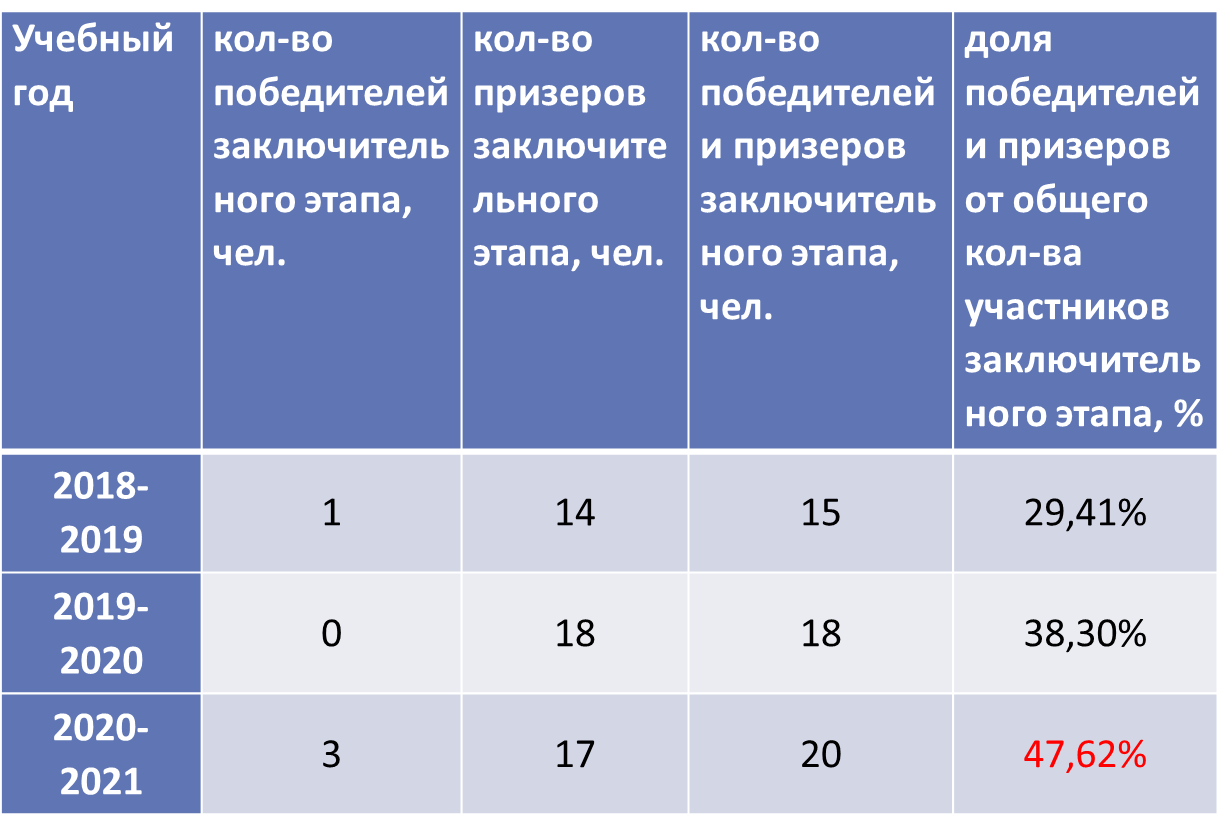 Учебный
год
кол-во
победителей
заключитель
ного этапа,
чел.
кол-во
призеров
заключите
льного
этапа, чел.
кол-во
победителей
и призеров
заключитель
ного этапа,
чел.
доля
победителей
и призеров
от общего
кол-ва
участников
заключитель
ного этапа, %
2018-
2019
1
14
15
29,41%
2019-
2020
0
18
18
38,30%
2020-
2021
3
17
20
47,62%